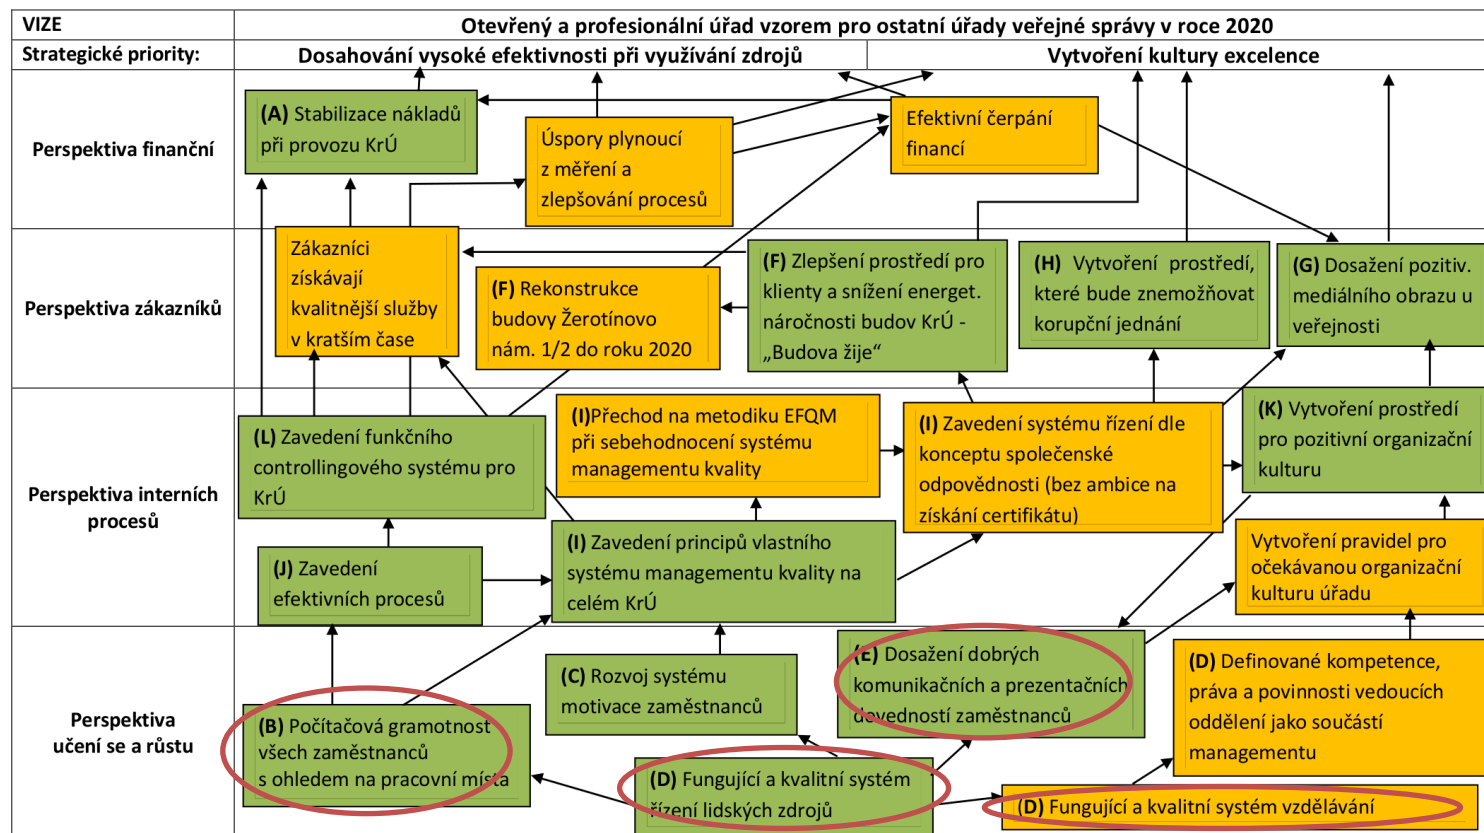 VIZE
Otevřený a profesionální úřad vzorem pro ostatní úřady veřejné správy v roce 2020
Strategické priority:
Dosahování vysoké efektivnosti při využívání zdrojů
Vytvoření kultury excelence
Perspektiva finanční
(A) Stabilizace nákladů
při provozu KrÚ
Úspory plynoucí
z měření a
zlepšování procesů
Efektivní čerpání
financí
Perspektiva zákazníků
Zákazníci
získávají
kvalitnější služby
v kratším čase
(F) Rekonstrukce
budovy Žerotínovo
nám. 1/2 do roku 2020
(F) Zlepšení prostředí pro
klienty a snížení energet.
náročnosti budov KrÚ -
„Budova žije“
(H) Vytvoření prostředí,
které bude znemožňovat
korupční jednání
(G) Dosažení pozitiv.
mediálního obrazu u
veřejnosti
Perspektiva interních
procesů
(L) Zavedení funkčního
controllingového systému pro
KrÚ
(I)Přechod na metodiku EFQM
při sebehodnocení systému
managementu kvality
(I) Zavedení systému řízení dle
konceptu společenské
odpovědnosti (bez ambice na
získání certifikátu)
(K) Vytvoření prostředí
pro pozitivní organizační
kulturu
(J) Zavedení
efektivních procesů
(I) Zavedení principů vlastního
systému managementu kvality na
celém KrÚ
Vytvoření pravidel pro
očekávanou organizační
kulturu úřadu
Perspektiva
učení se a růstu
(B) Počítačová gramotnost
všech zaměstnanců
s ohledem na pracovní místa
(C) Rozvoj systému
motivace zaměstnanců
(E) Dosažení dobrých
komunikačních a prezentačních
dovedností zaměstnanců
(D) Definované kompetence,
práva a povinnosti vedoucích
oddělení jako součástí
managementu
(D) Fungující a kvalitní systém
řízení lidských zdrojů
(D) Fungující a kvalitní systém vzdělávání